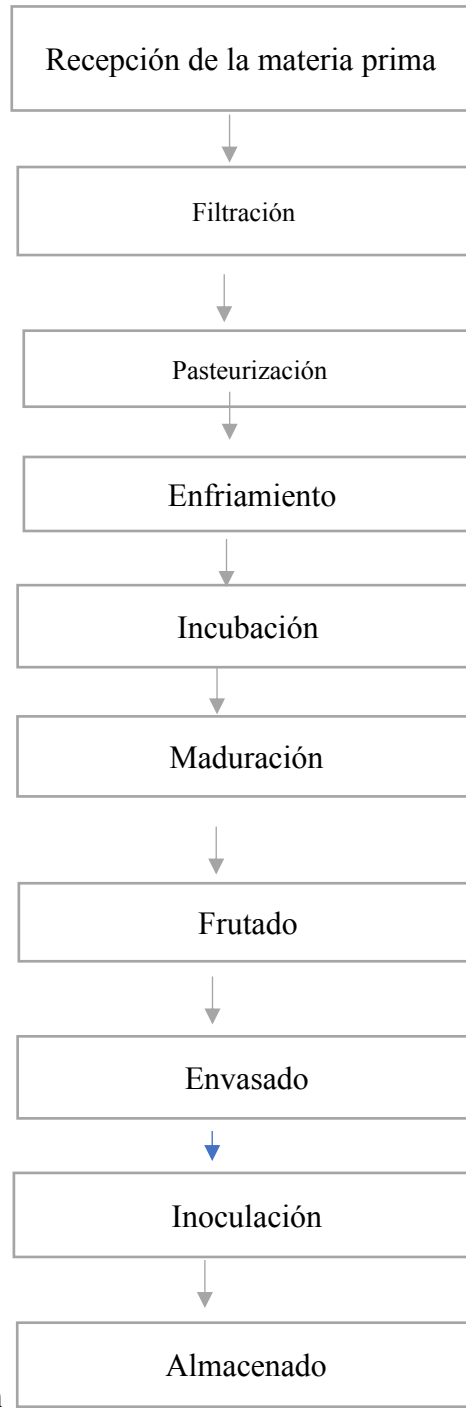 Recepción de la materia prima
Filtración
Pasteurización
Enfriamiento
Incubación
Maduración
Frutado
Envasado
Inoculación
Almacenado